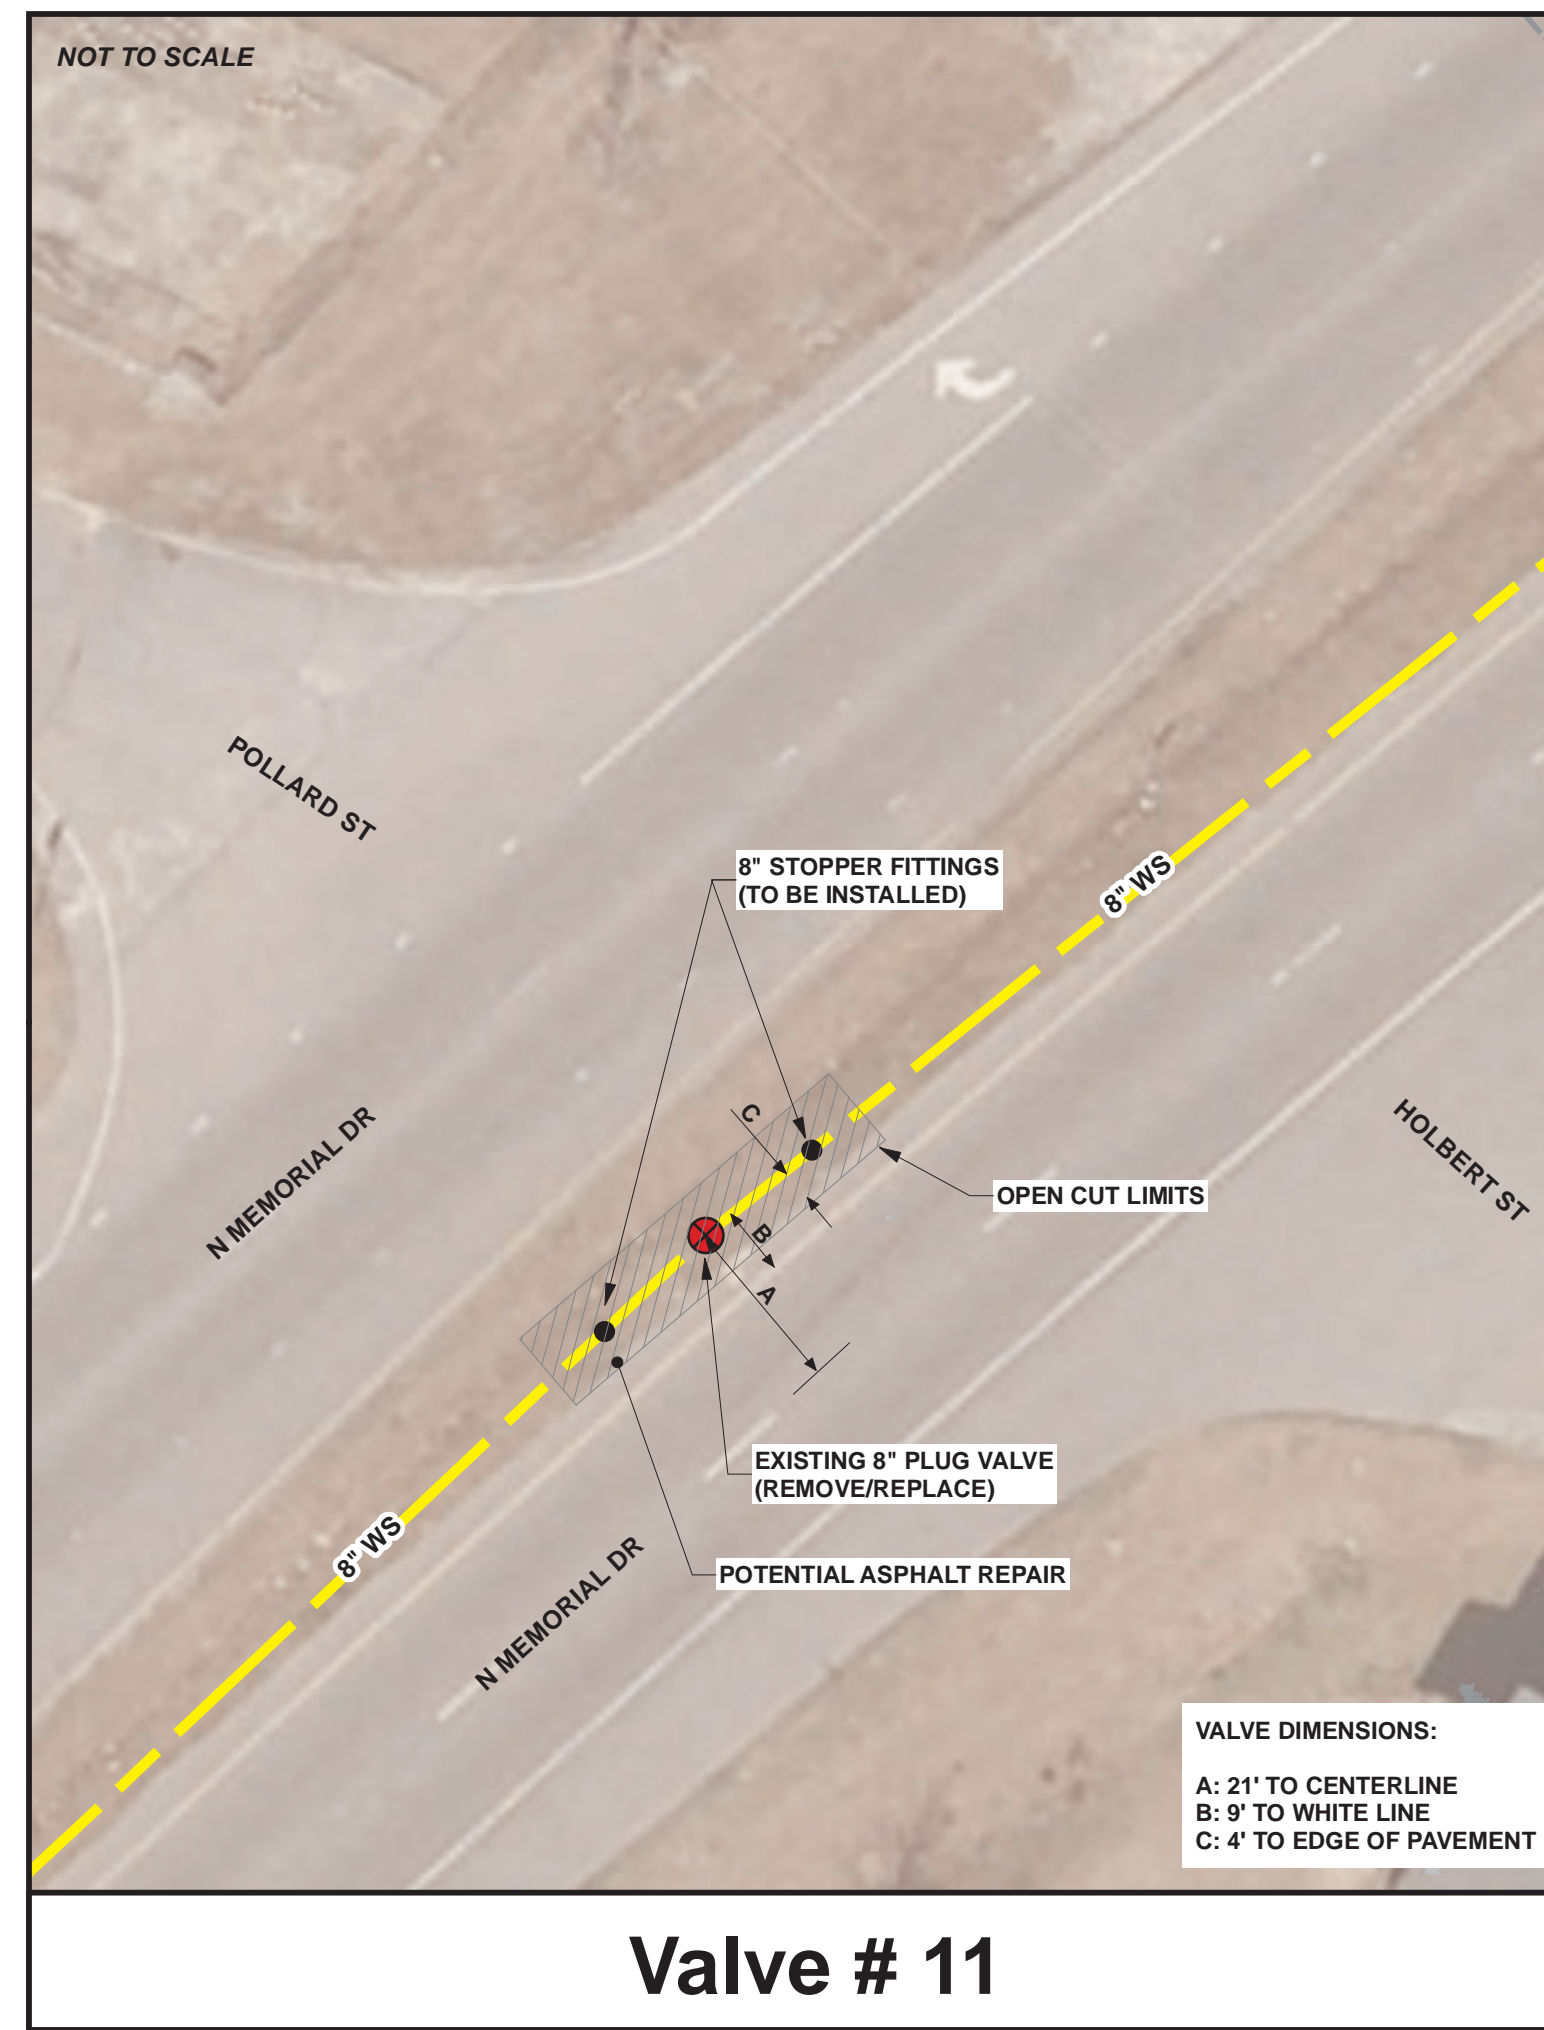 NOT TO SCALE
POLLARD ST
8" STOPPER FITTINGS
(TO BE INSTALLED)
8" WS
C
N MEMORIAL DR
HOLBERT ST
OPEN CUT LIMITS
B
A
EXISTING 8" PLUG VALVE
(REMOVE/REPLACE)
8" WS
POTENTIAL ASPHALT REPAIR
N MEMORIAL DR
VALVE DIMENSIONS:
A: 21' TO CENTERLINE
B: 9' TO WHITE LINE
C: 4' TO EDGE OF PAVEMENT
Valve # 11